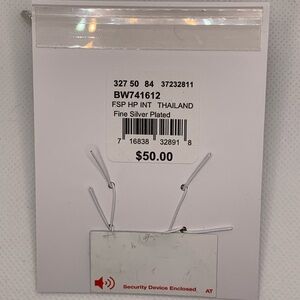 327 50 84 37232811
BW741612
FSP HP INT THAILAND
Fine Silver Plated
7 16838 32891 8
$50.00
Security Device Enclosed AT